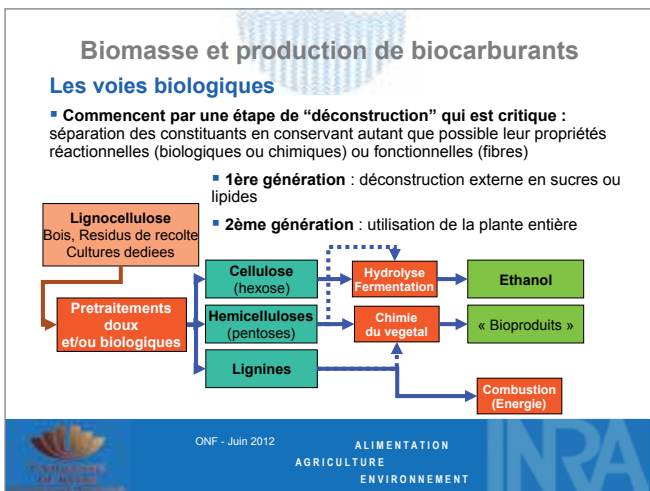 Biomasse et production de biocarburants
Les voies biologiques
▪ Commencent par une étape de “déconstruction” qui est critique :
séparation des constituants en conservant autant que possible leur propriétés
réactionnelles (biologiques ou chimiques) ou fonctionnelles (fibres)
▪ 1ère génération : déconstruction externe en sucres ou
lipides
▪ 2ème génération : utilisation de la plante entière
Lignocellulose
Bois, Residus de recolte
Cultures dediees
Pretraitements
doux
et/ou biologiques
Cellulose
(hexose)
Hemicelluloses
(pentoses)
Lignines
Hydrolyse
Fermentation
Chimie
du vegetal
Ethanol
« Bioproduits »
Combustion
(Energie)
ONF - Juin 2012
ALIMENTATION
AGRICULTURE
ENVIRONNEMENT
INRA